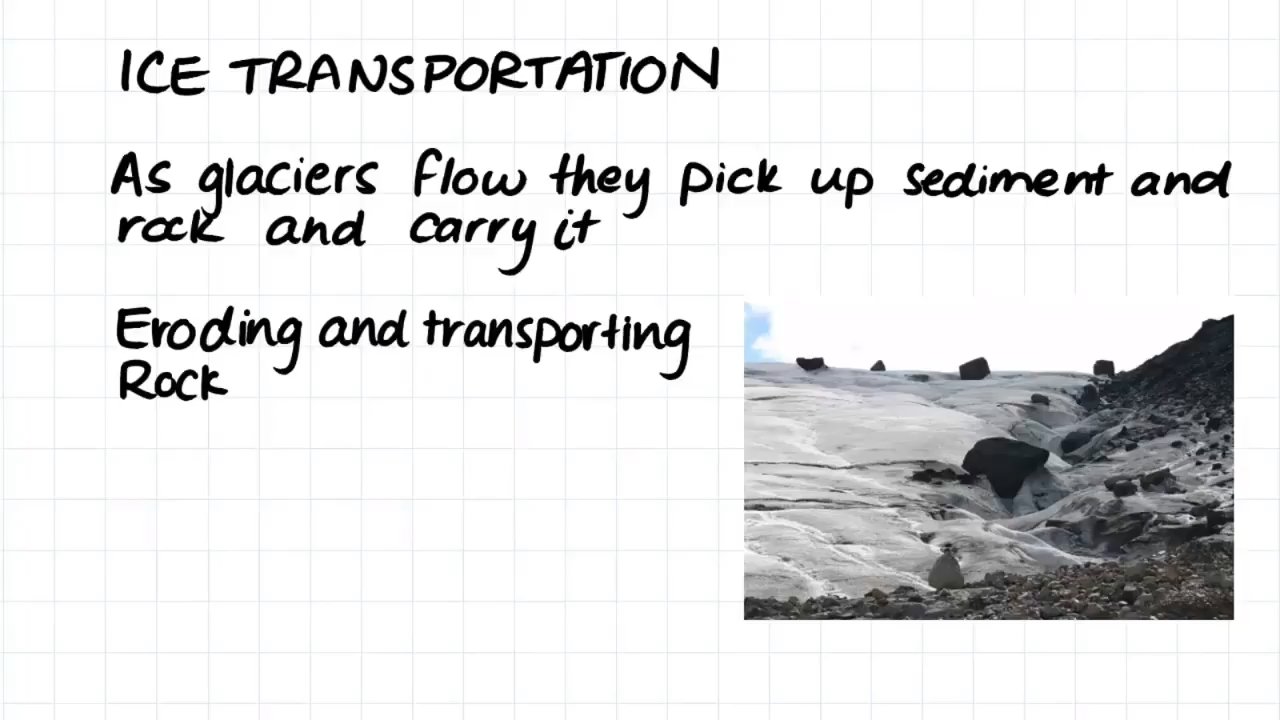 ICE TRANSPORTATION
As glaciers flow they pick up sediment and
rock and carry it
Eroding and transporting
Rock